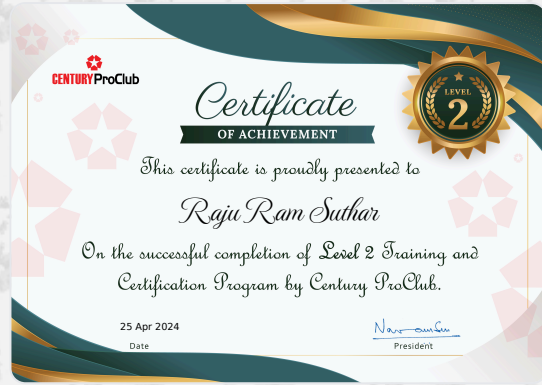 CENTURY ProClub
Certificate
OF ACHIEVEMENT
LEVEL
2
This certificate is proudly presented to
Raju Ram Suthar
On the successful completion of Level 2 Training and
Certification Program by Century ProClub.
25 Apr 2024
Date
President